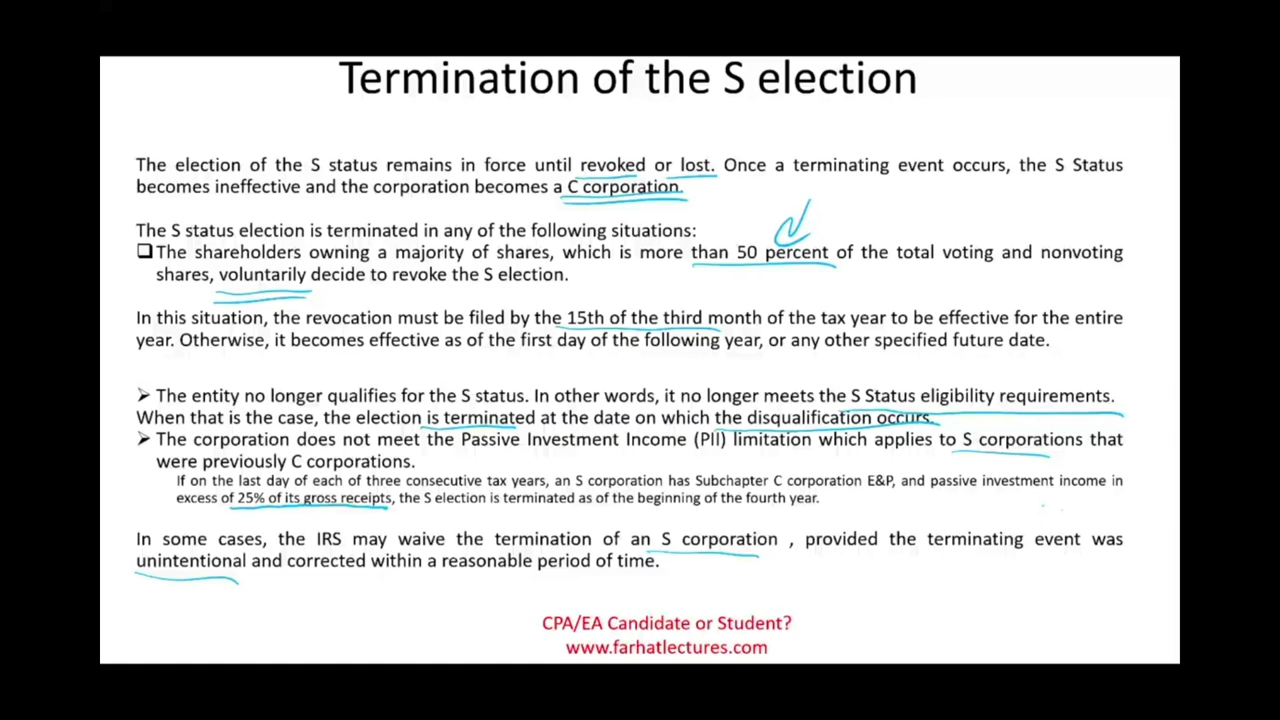 Termination of the S election
The election of the S status remains in force until revoked or lost. Once a terminating event occurs, the S Status
becomes ineffective and the corporation becomes a C corporation.
The S status election is terminated in any of the following situations:
❑The shareholders owning a majority of shares, which is more than 50 percent of the total voting and nonvoting
shares, voluntarily decide to revoke the S election.
In this situation, the revocation must be filed by the 15th of the third month of the tax year to be effective for the entire
year. Otherwise, it becomes effective as of the first day of the following year, or any other specified future date.
➢ The entity no longer qualifies for the S status. In other words, it no longer meets the S Status eligibility requirements.
When that is the case, the election is terminated at the date on which the disqualification occurs.
➢ The corporation does not meet the Passive Investment Income (PII) limitation which applies to S corporations that
were previously C corporations.
If on the last day of each of three consecutive tax years, an S corporation has Subchapter C corporation E&P, and passive investment income in
excess of 25% of its gross receipts, the S election is terminated as of the beginning of the fourth year.
In some cases, the IRS may waive the termination of an S corporation , provided the terminating event was
unintentional and corrected within a reasonable period of time.
CPA/EA Candidate or Student?
www.farhatlectures.com